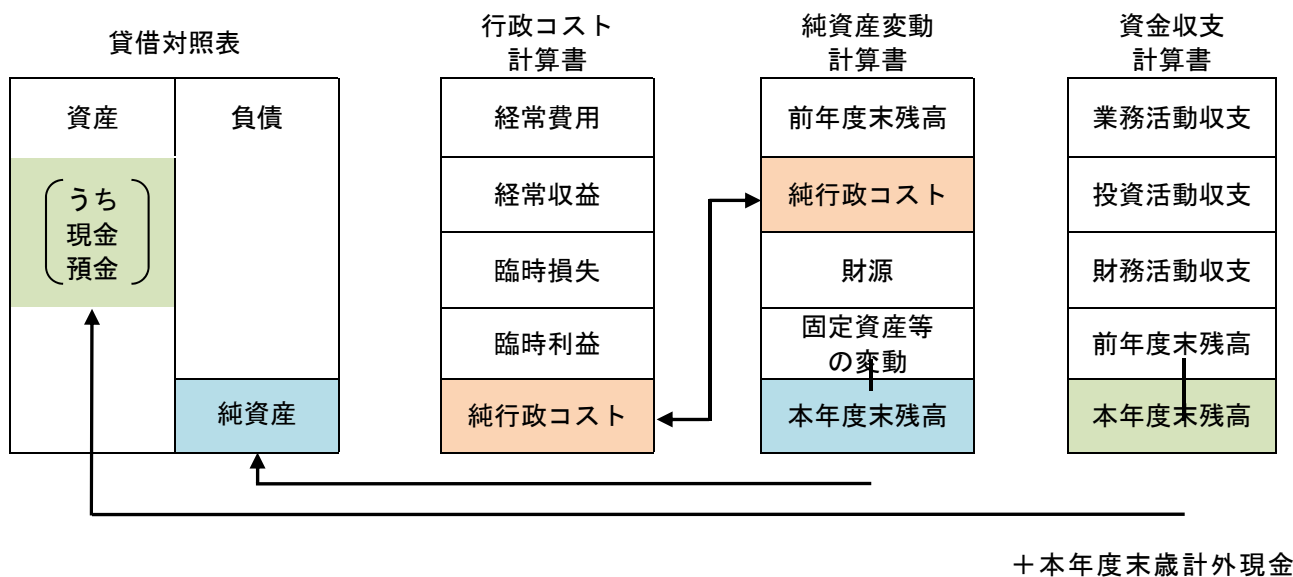 貸借対照表
資産
負債
うち
現金
預金
純資産
行政コスト
計算書
経常費用
経常収益
臨時損失
臨時利益
純行政コスト
純資産変動
計算書
前年度末残高
純行政コスト
財源
固定資産等
の変動
本年度末残高
資金収支
計算書
業務活動収支
投資活動収支
財務活動収支
前年度末残高
本年度末残高
＋本年度末歳計外現金